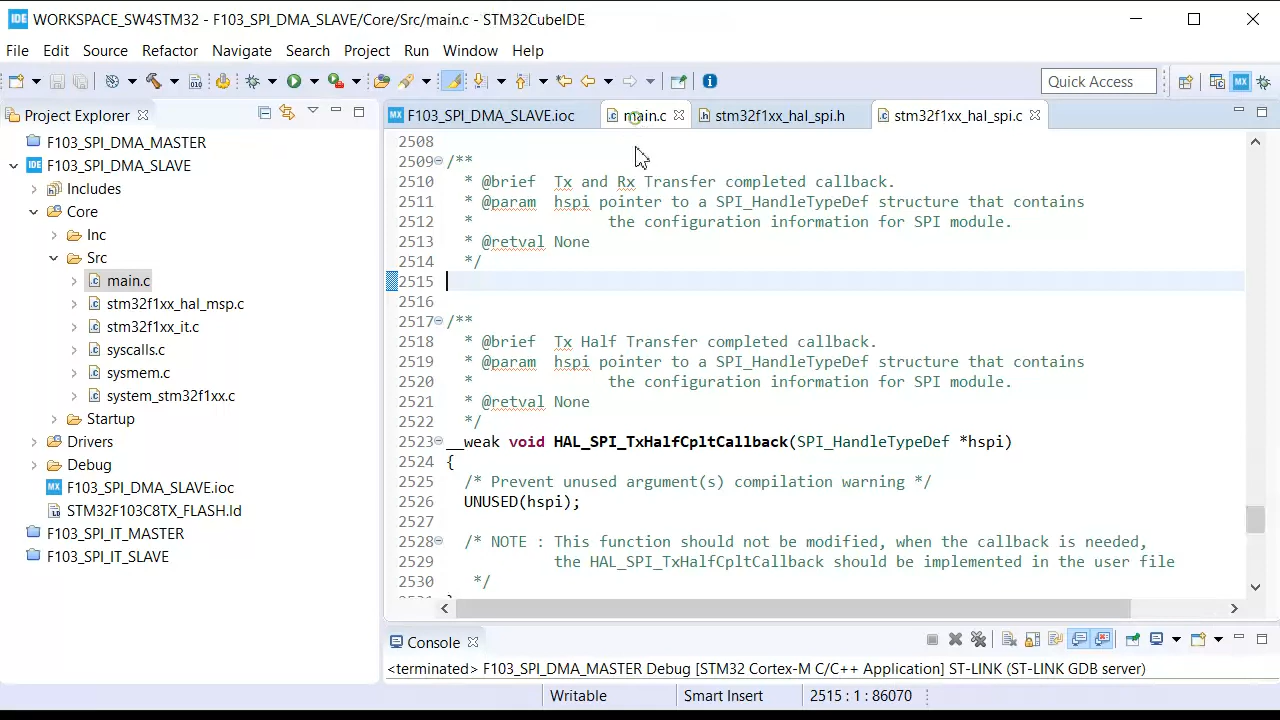 IDE WORKSPACE_SW4STM32 - F103_SPI_DMA_SLAVE/Core/Src/main.c - STM32CubeIDE
File Edit Source Refactor Navigate Search Project Run Window Help
Quick Access
Project Explorer
F103_SPI_DMA_MASTER
F103_SPI_DMA_SLAVE
Includes
Core
Inc
Src
main.c
stm32f1xx_hal_msp.c
stm32f1xx_it.c
syscalls.c
sysmem.c
system_stm32f1xx.c
Startup
Drivers
Debug
F103_SPI_DMA_SLAVE.ioc
STM32F103C8TX_FLASH.ld
F103_SPI_IT_MASTER
F103_SPI_IT_SLAVE
F103_SPI_DMA_SLAVE.ioc main.c stm32f1xx_hal_spi.h stm32f1xx_hal_spi.c
2508
2509 /**
2510 * @brief Tx and Rx Transfer completed callback.
2511 * @param hspi pointer to a SPI_HandleTypeDef structure that contains
2512 * the configuration information for SPI module.
2513 * @retval None
2514 */
2515
2516
2517 /**
2518 * @brief Tx Half Transfer completed callback.
2519 * @param hspi pointer to a SPI_HandleTypeDef structure that contains
2520 * the configuration information for SPI module.
2521 * @retval None
2522 */
2523 __weak void HAL_SPI_TxHalfCpltCallback(SPI_HandleTypeDef *hspi)
2524 {
2525 /* Prevent unused argument(s) compilation warning */
2526 UNUSED(hspi);
2527
2528 /* NOTE : This function should not be modified, when the callback is needed,
2529 the HAL_SPI_TxHalfCpltCallback should be implemented in the user file
2530 */
Console
<terminated> F103_SPI_DMA_MASTER Debug [STM32 Cortex-M C/C++ Application] ST-LINK (ST-LINK GDB server)
Writable Smart Insert 2515 : 1 : 86070